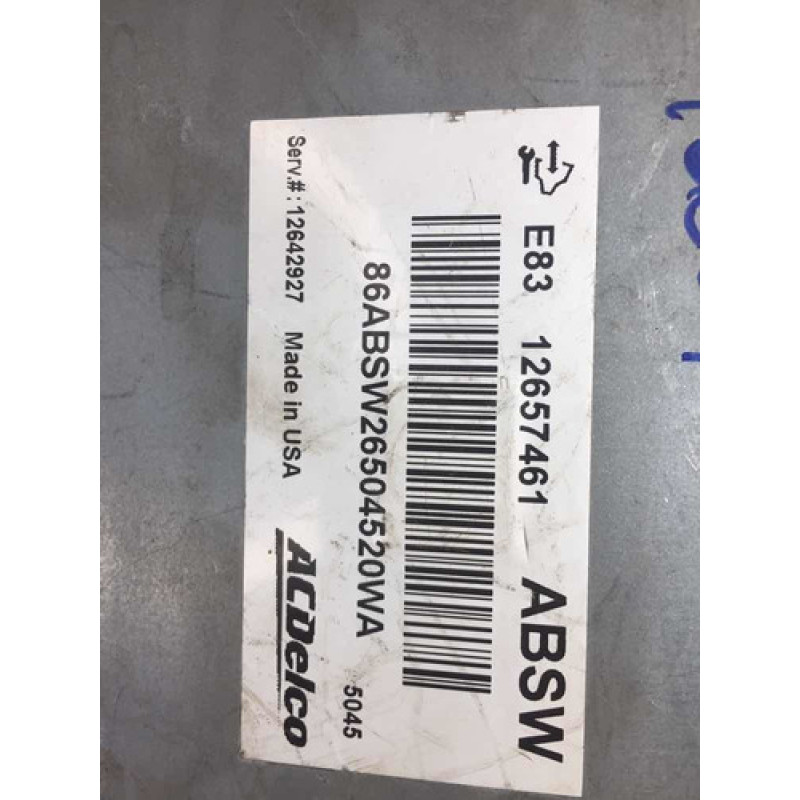 E83 12657461 ABSW
86ABSW26504520WA
5045
Serv.#: 12642927 Made in USA
ACDelco